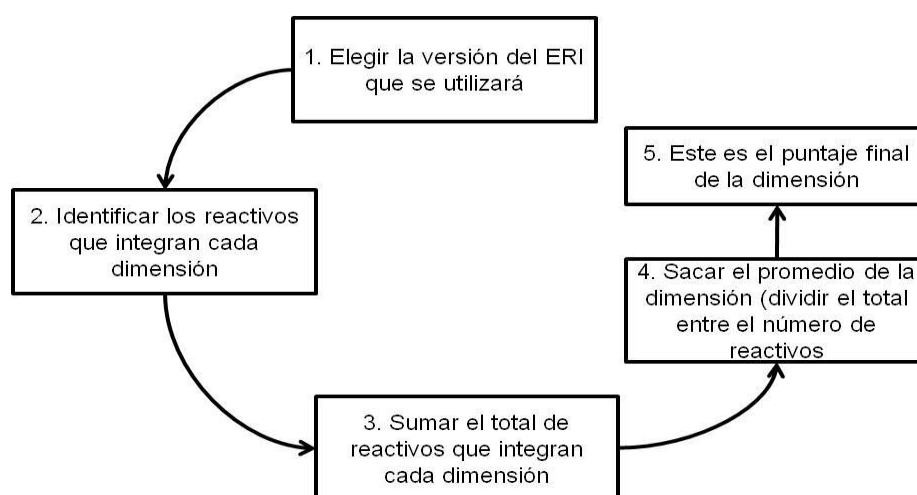 1. Elegir la versión del ERI
que se utilizará
2. Identificar los reactivos
que integran cada
dimensión
3. Sumar el total de
reactivos que integran
cada dimensión
4. Sacar el promedio de la
dimensión (dividir el total
entre el número de
reactivos
5. Este es el puntaje final
de la dimensión